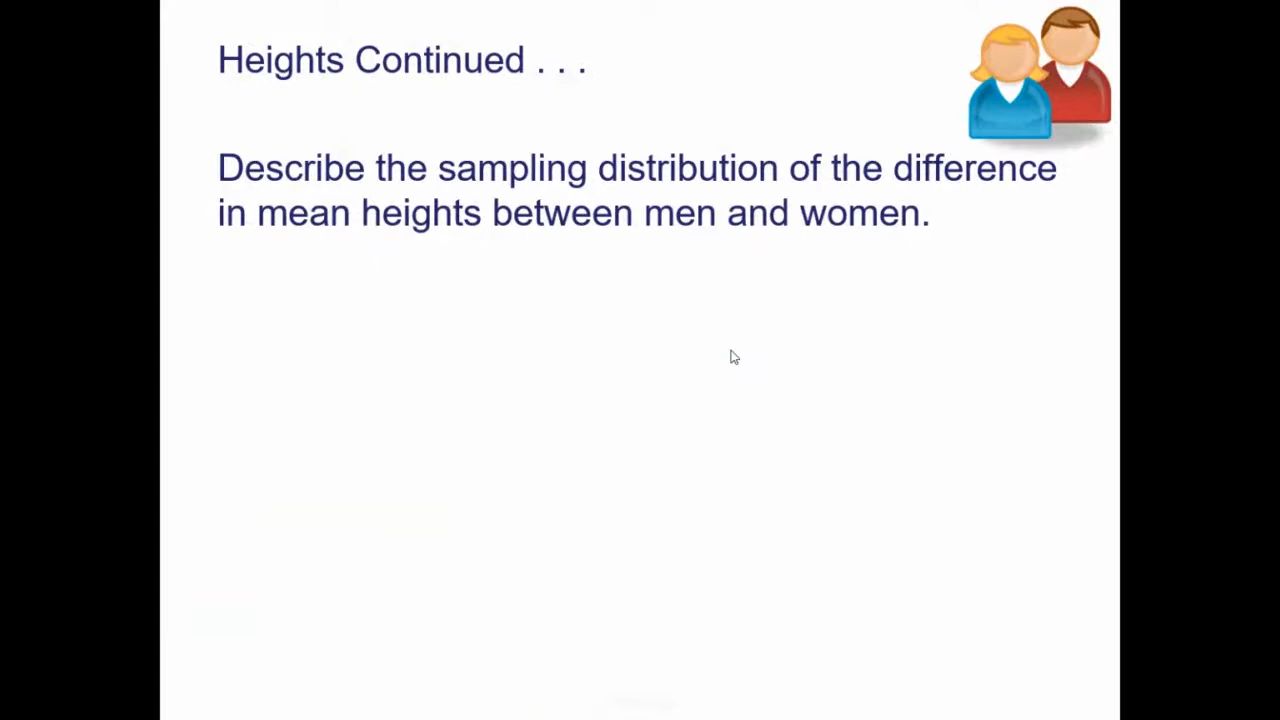 Heights Continued . . .
Describe the sampling distribution of the difference
in mean heights between men and women.